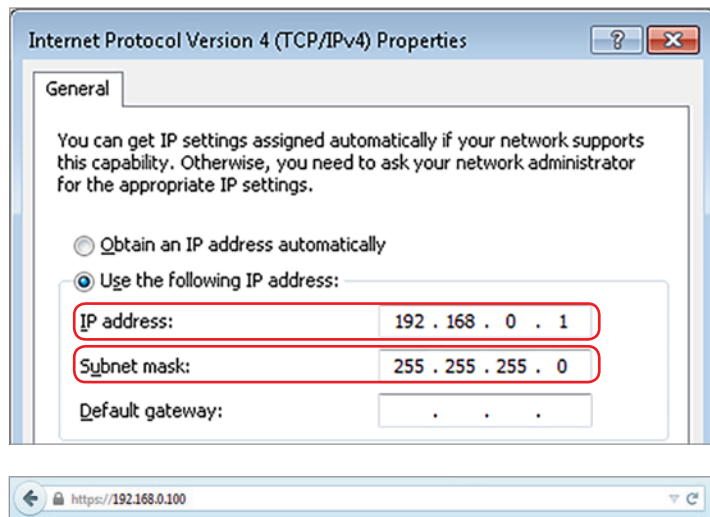 Internet Protocol Version 4 (TCP/IPv4) Properties
General
You can get IP settings assigned automatically if your network supports
this capability. Otherwise, you need to ask your network administrator
for the appropriate IP settings.
Obtain an IP address automatically
Use the following IP address:
IP address: 192 . 168 . 0 . 1
Subnet mask: 255 . 255 . 255 . 0
Default gateway: . . .
https://192.168.0.100